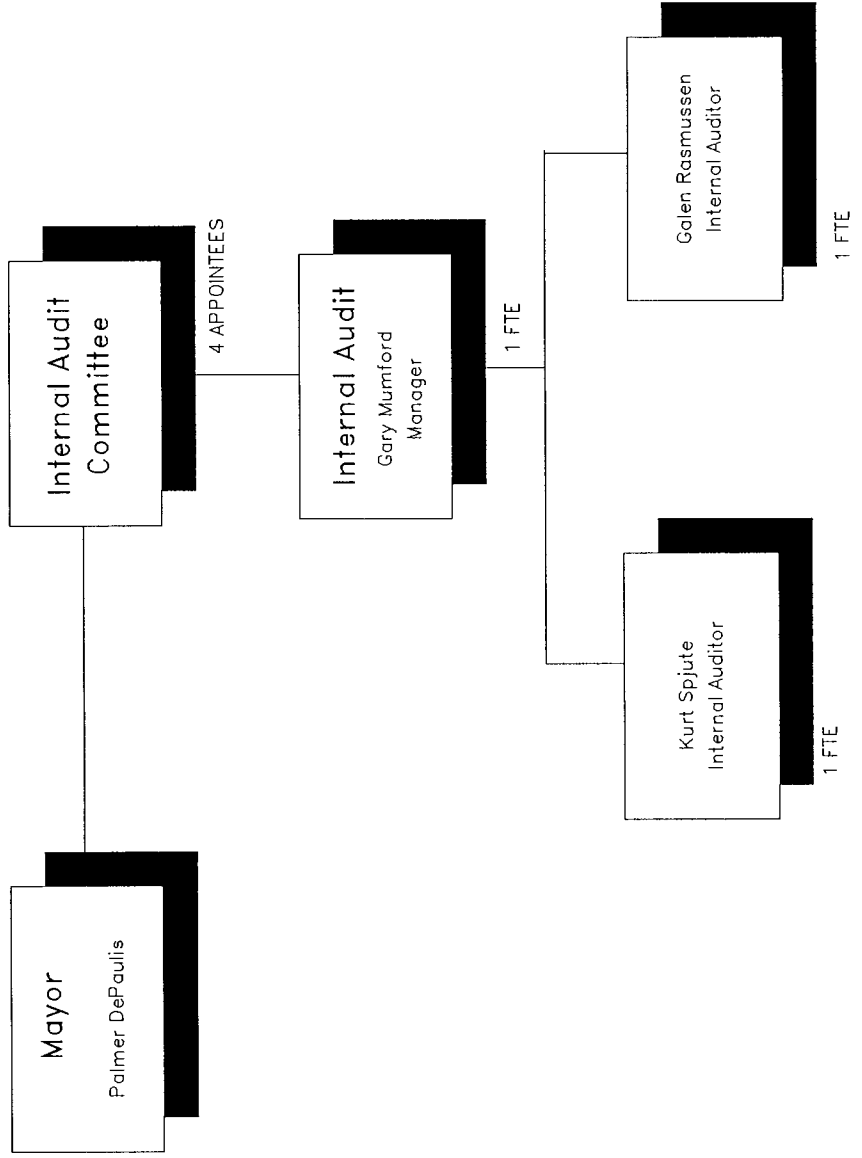 Mayor
Palmer DePaulis
Internal Audit
Committee
4 APPOINTEES
Internal Audit
Gary Mumford
Manager
1 FTE
Kurt Spjute
Internal Auditor
1 FTE
Galen Rasmussen
Internal Auditor
1 FTE